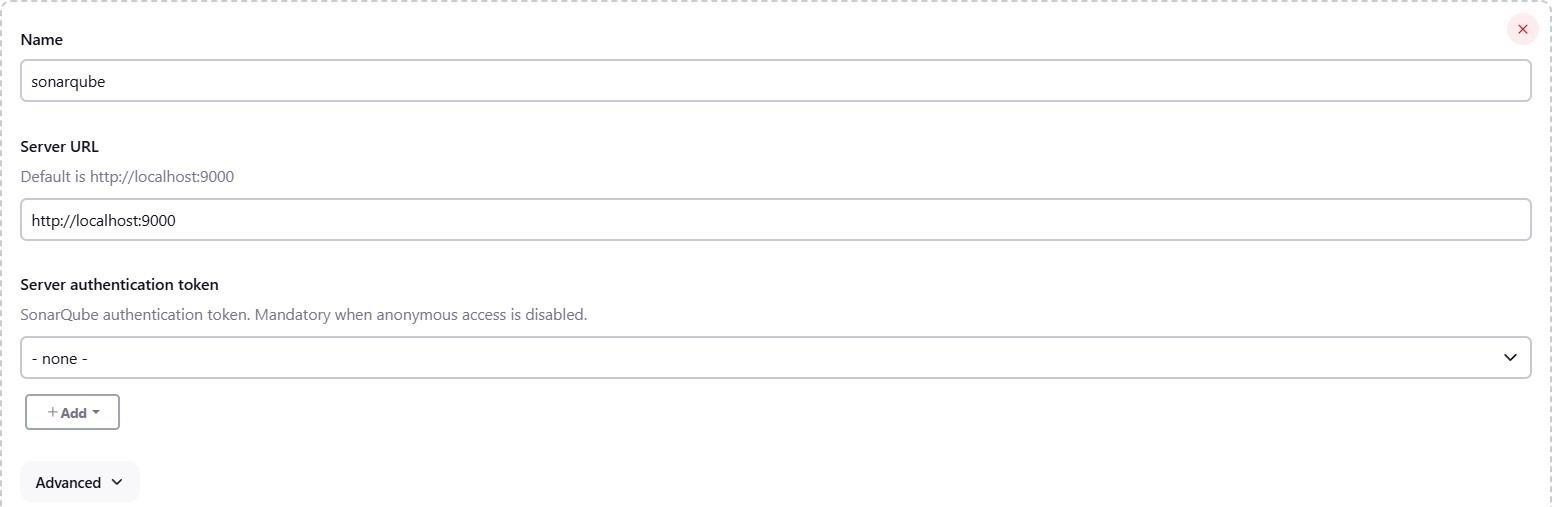 Name
sonarqube
Server URL
Default is http://localhost:9000
http://localhost:9000
Server authentication token
SonarQube authentication token. Mandatory when anonymous access is disabled.
- none -
+ Add
Advanced